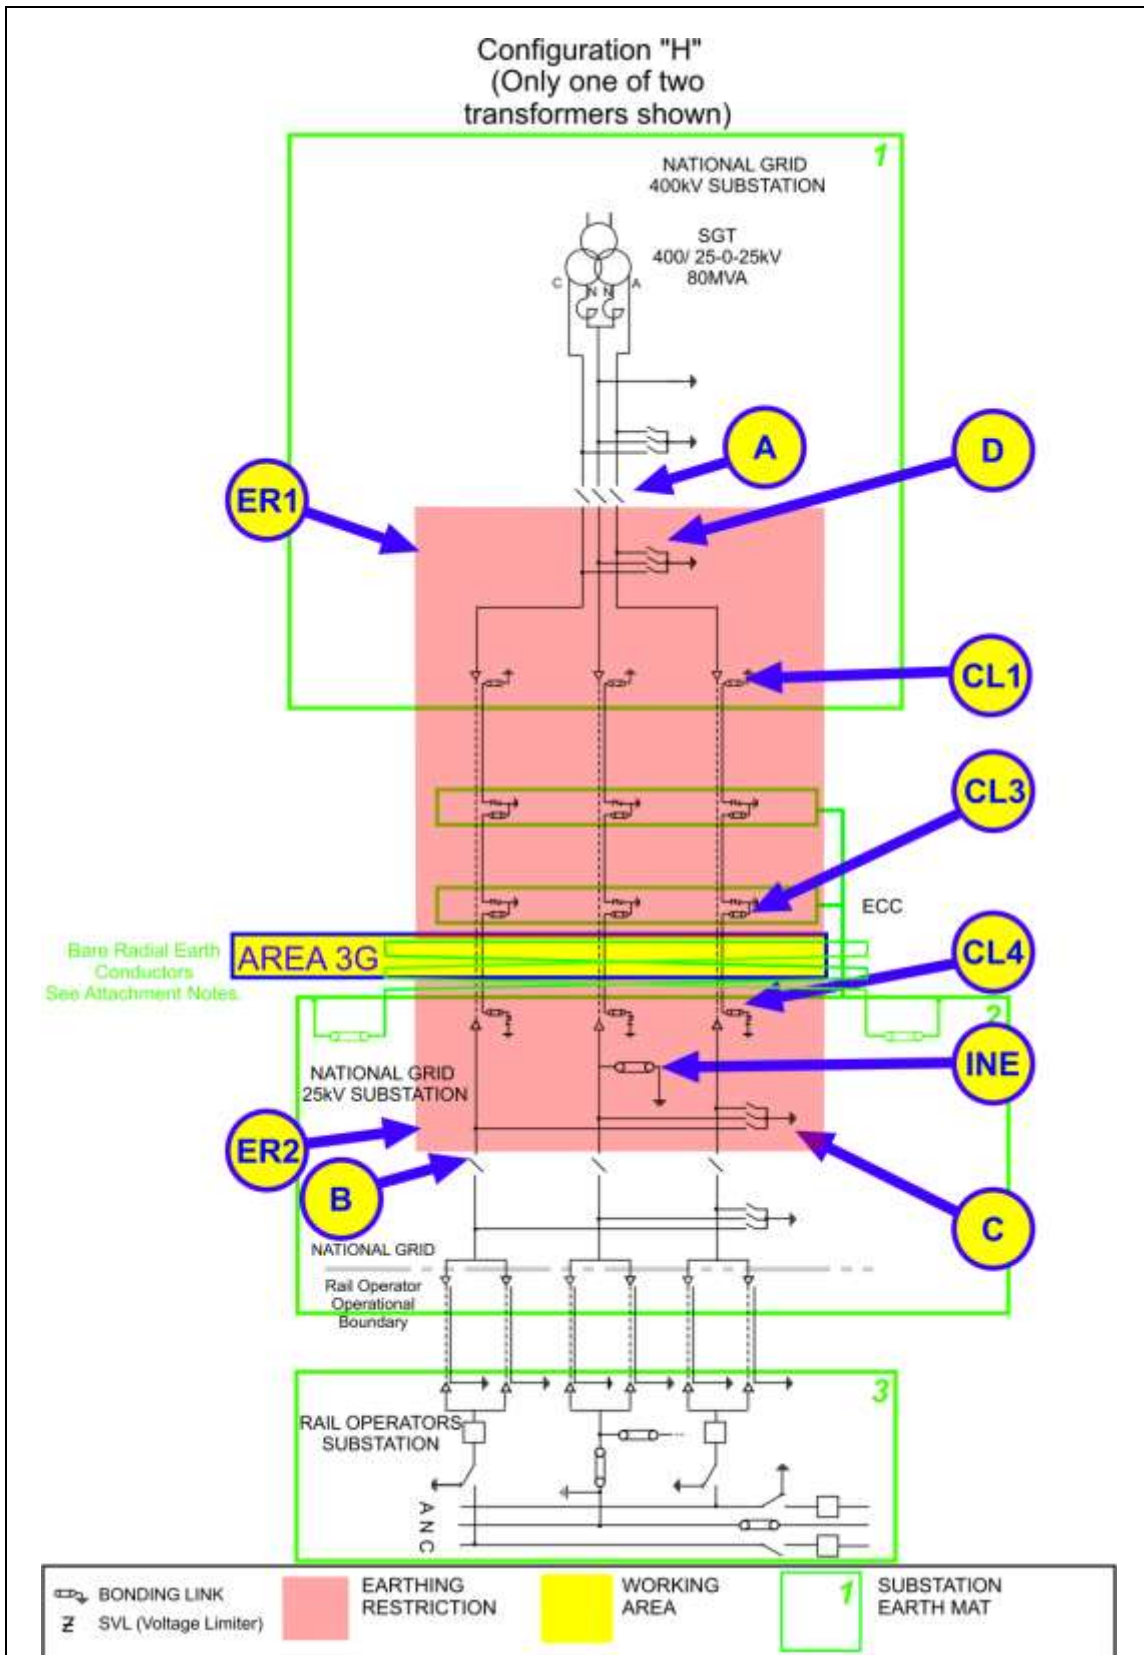 Configuration "H"
(Only one of two
transformers shown)
1
NATIONAL GRID
400kV SUBSTATION
SGT
400/ 25-0-25kV
80MVA
C
N N
A
A
D
ER1
CL1
CL3
ECC
Bare Radial Earth
Conductors
See Attachment Notes.
AREA 3G
CL4
2
INE
NATIONAL GRID
25kV SUBSTATION
ER2
B
C
NATIONAL GRID
Rail Operator
Operational
Boundary
3
RAIL OPERATORS
SUBSTATION
A
N
C
BONDING LINK
SVL (Voltage Limiter)
EARTHING
RESTRICTION
WORKING
AREA
1
SUBSTATION
EARTH MAT